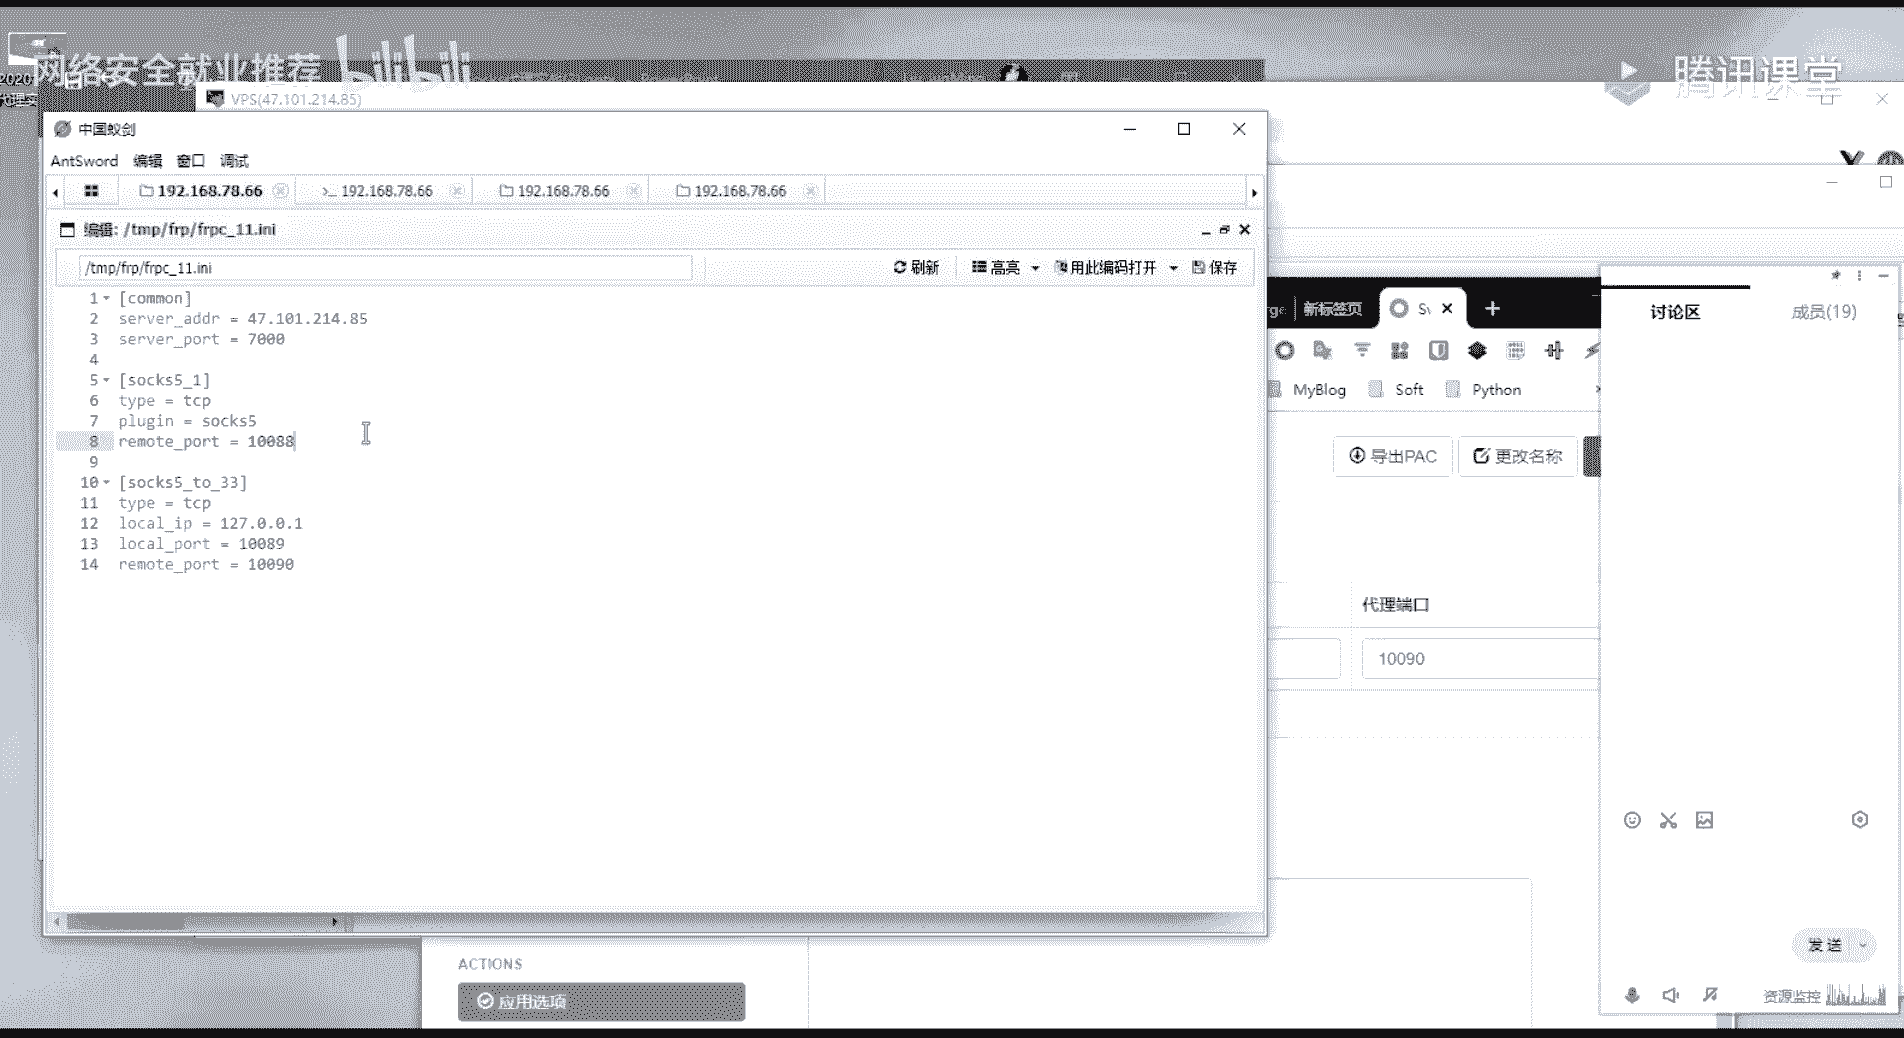 网络安全就业推荐 bilibili
腾讯课堂
2020
VPS(47.101.214.85)
中国蚁剑
AntSword 编辑 窗口 调试
192.168.78.66
>_ 192.168.78.66
192.168.78.66
192.168.78.66
编辑: /tmp/frp/frpc_11.ini
/tmp/frp/frpc_11.ini
刷新 高亮 用此编码打开 保存
1 [common]
2 server_addr = 47.101.214.85
3 server_port = 7000
4
5 [socks5_1]
6 type = tcp
7 plugin = socks5
8 remote_port = 10088
9
10 [socks5_to_33]
11 type = tcp
12 local_ip = 127.0.0.1
13 local_port = 10089
14 remote_port = 10090
新标签页
MyBlog Soft Python
导出PAC 更改名称
代理端口
10090
ACTIONS
应用选项
讨论区 成员(19)
发送
资源监控